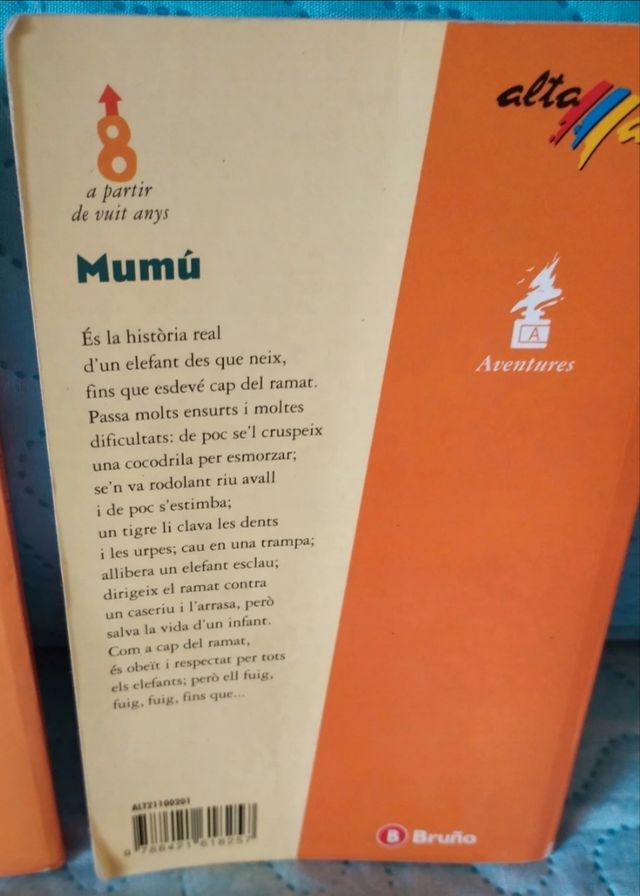 8
a partir
de vuit anys
Mumú
És la història real
d'un elefant des que neix,
fins que esdevé cap del ramat.
Passa molts ensurts i moltes
dificultats: de poc se'l cruspeix
una cocodrila per esmorzar;
se'n va rodolant riu avall
i de poc s'estimba;
un tigre li clava les dents
i les urpes; cau en una trampa;
allibera un elefant esclau;
dirigeix el ramat contra
un caseriu i l'arrasa, però
salva la vida d'un infant.
Com a cap del ramat,
és obeït i respectat per tots
els elefants; però ell fuig,
fuig, fuig, fins que...
ALT21100201
9 788421 618257
alta
A
Aventures
B Bruño